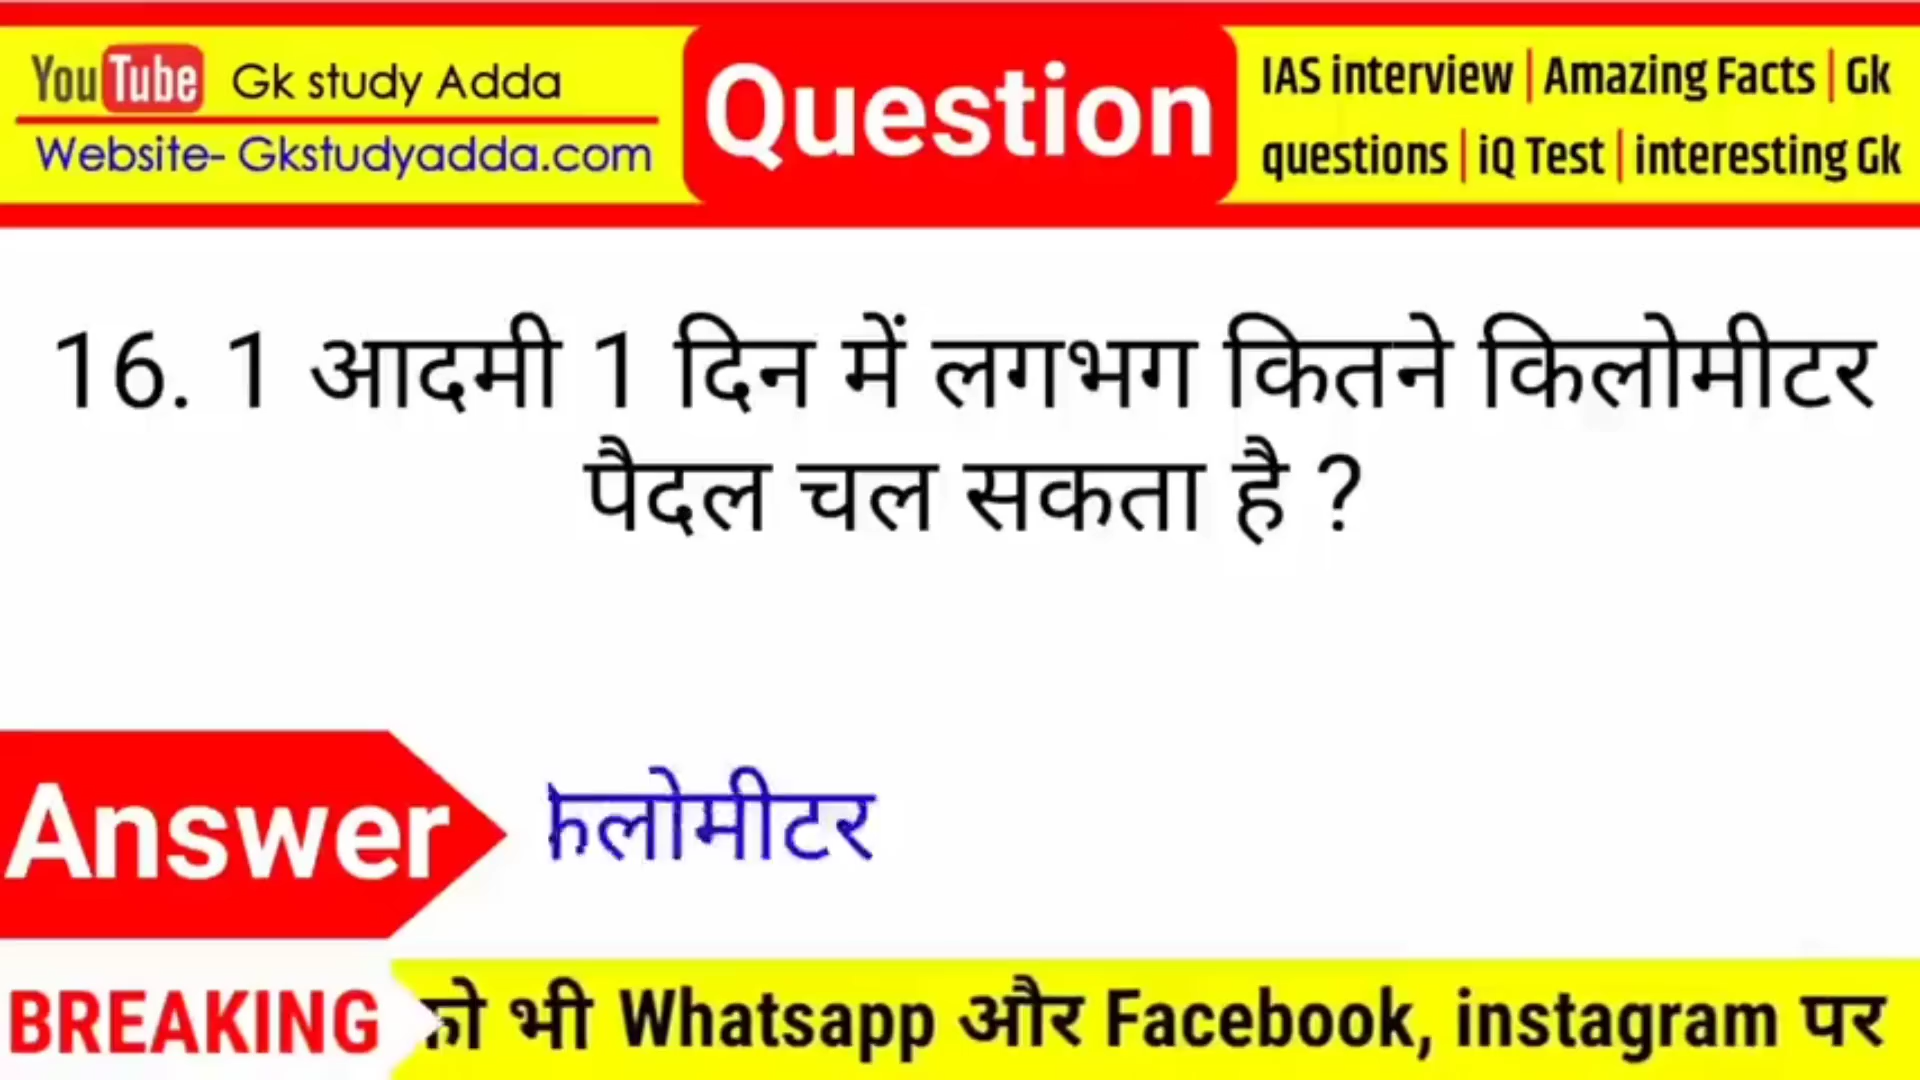 YouTube Gk study Adda
Website- Gkstudyadda.com
Question
IAS interview | Amazing Facts | Gk
questions | iQ Test | interesting Gk
16. 1 आदमी 1 दिन में लगभग कितने किलोमीटर
पैदल चल सकता है ?
Answer
BREAKING
भी Whatsapp और Facebook, instagram पर